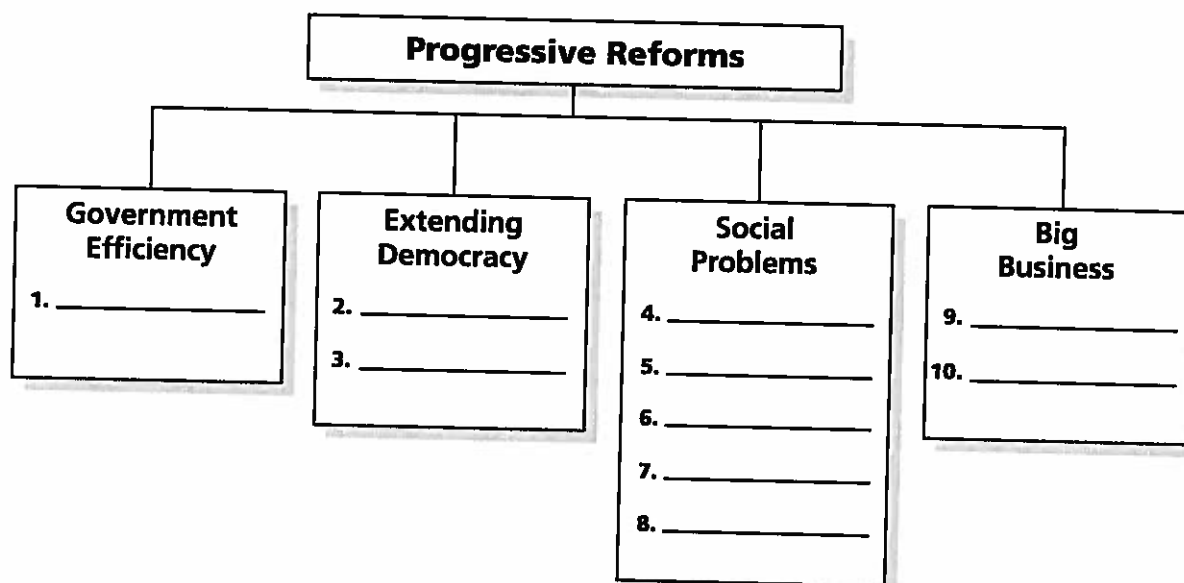 Progressive Reforms
Government
Efficiency
1.
Extending
Democracy
2.
3.
Social
Problems
4.
5.
6.
7.
8.
Big
Business
9.
10.